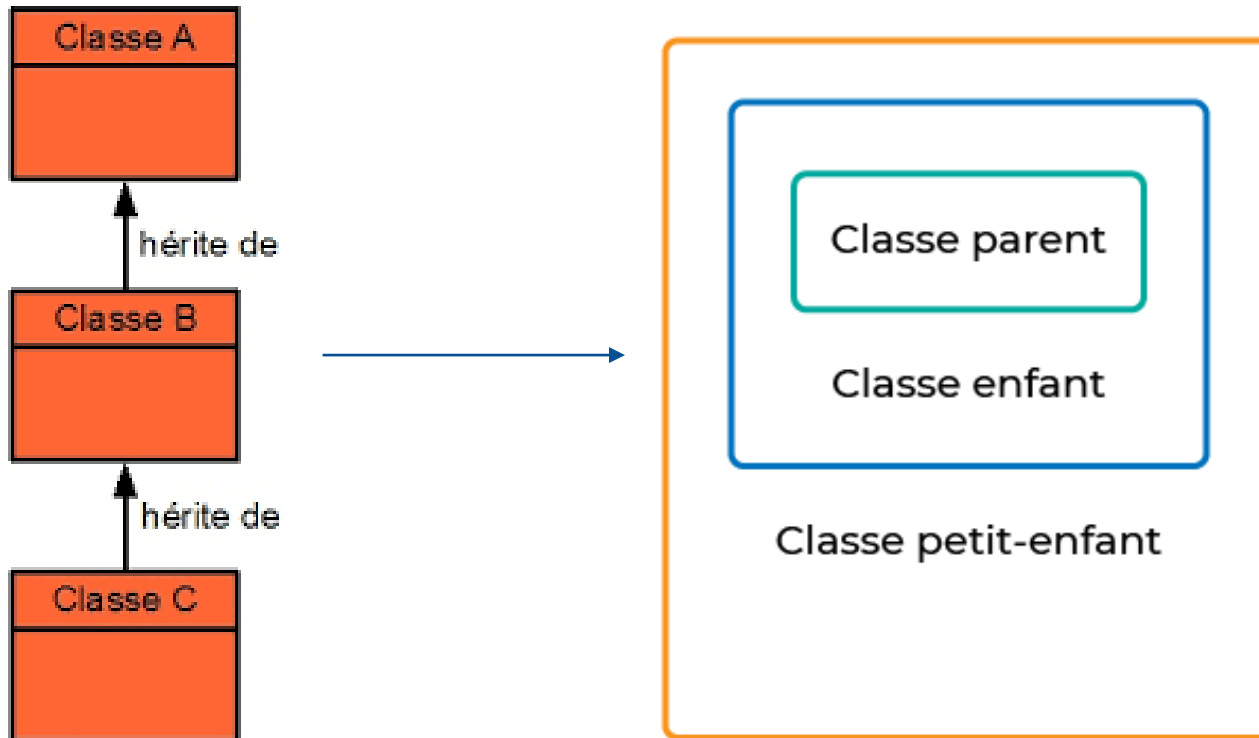 Classe A
hérite de
Classe B
hérite de
Classe C
Classe parent
Classe enfant
Classe petit-enfant